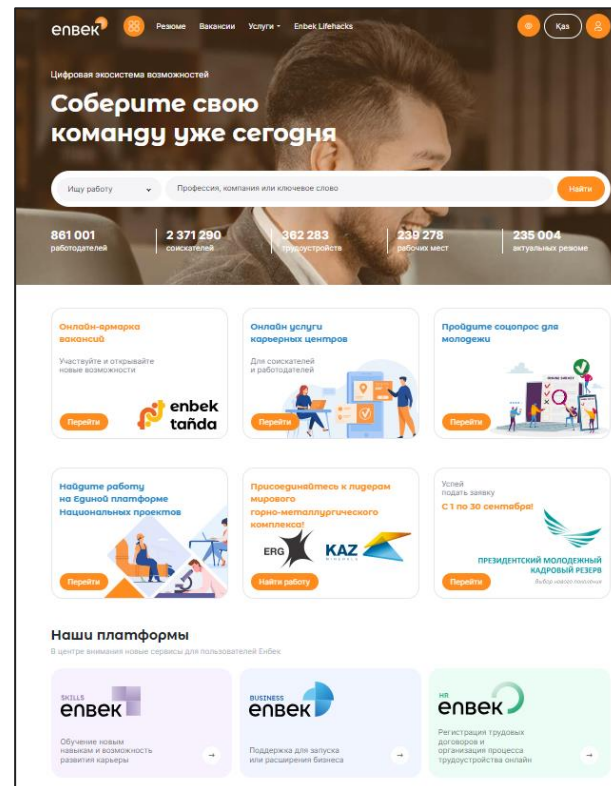 enbek
Резюме Вакансии Услуги Enbek Lifehacks
Қаз
Цифровая экосистема возможностей
Соберите свою
команду уже сегодня
Ищу работу
Профессия, компания или ключевое слово
Найти
861 001
работодателей
2 371 290
соискателей
362 283
трудоустройств
239 278
рабочих мест
235 004
актуальных резюме
Онлайн-ярмарка
вакансий
Участвуйте и открывайте
новые возможности
Перейти
enbek
tañda
Онлайн услуги
карьерных центров
Для соискателей
и работодателей
Перейти
Пройдите соцопрос для
молодежи
Перейти
Найдите работу
на Единой платформе
Национальных проектов
Перейти
Присоединяйтесь к лидерам
мирового
горно-металлургического
комплекса!
ERG
KAZ
MINERALS
Найти работу
Успей
подать заявку
С 1 по 30 сентября!
ПРЕЗИДЕНТСКИЙ МОЛОДЕЖНЫЙ
КАДРОВЫЙ РЕЗЕРВ
Выбор нового поколения
Перейти
Наши платформы
В центре внимания новые сервисы для пользователей Енбек
SKILLS
enbek
Обучение новым
навыкам и возможность
развития карьеры
BUSINESS
enbek
Поддержка для запуска
или расширения бизнеса
HR
enbek
Регистрация трудовых
договоров и
организация процесса
трудоустройства онлайн